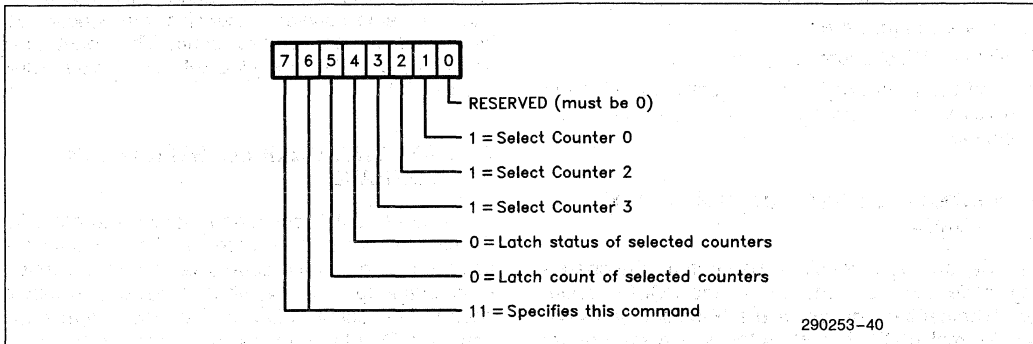 7 6 5 4 3 2 1 0
RESERVED (must be 0)
1 = Select Counter 0
1 = Select Counter 2
1 = Select Counter 3
0 = Latch status of selected counters
0 = Latch count of selected counters
11 = Specifies this command
290253–40